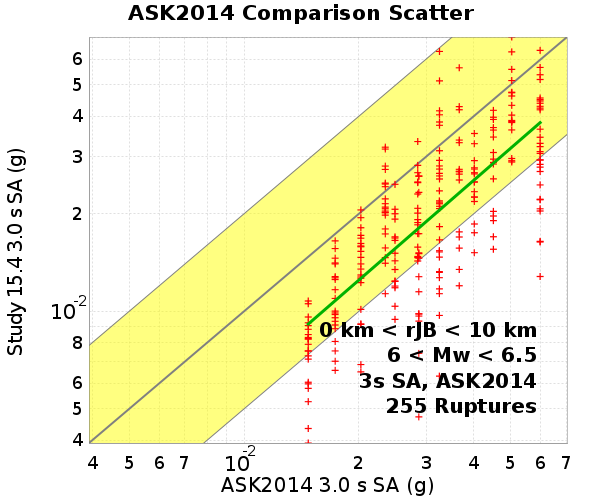 ASK2014 Comparison Scatter
Study 15.4 3.0 s SA (g)
6
5
4
3
2
10-2
8
7
6
5
4
0 km < rJB < 10 km
6 < Mw < 6.5
3s SA, ASK2014
255 Ruptures
4 5 6 7 10-2 2 3 4 5 6 7
ASK2014 3.0 s SA (g)